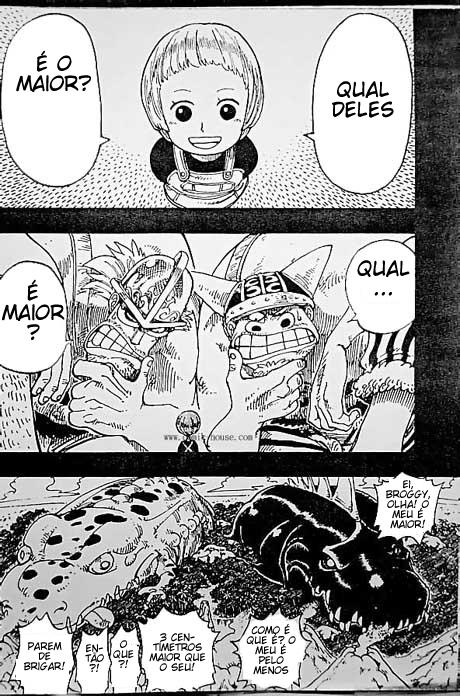 QUAL
DELES
É O
MAIOR?
QUAL
...
É
MAIOR
?
EI,
BROGGY,
OLHA! O
MEU É
MAIOR!
COMO É
QUE É? O
MEU É
PELO
MENOS
3 CEN-
TÍMETROS
MAIOR QUE
O SEU!
O
QUE
?!
EN-
TÃO
?!
PAREM
DE
BRIGAR!